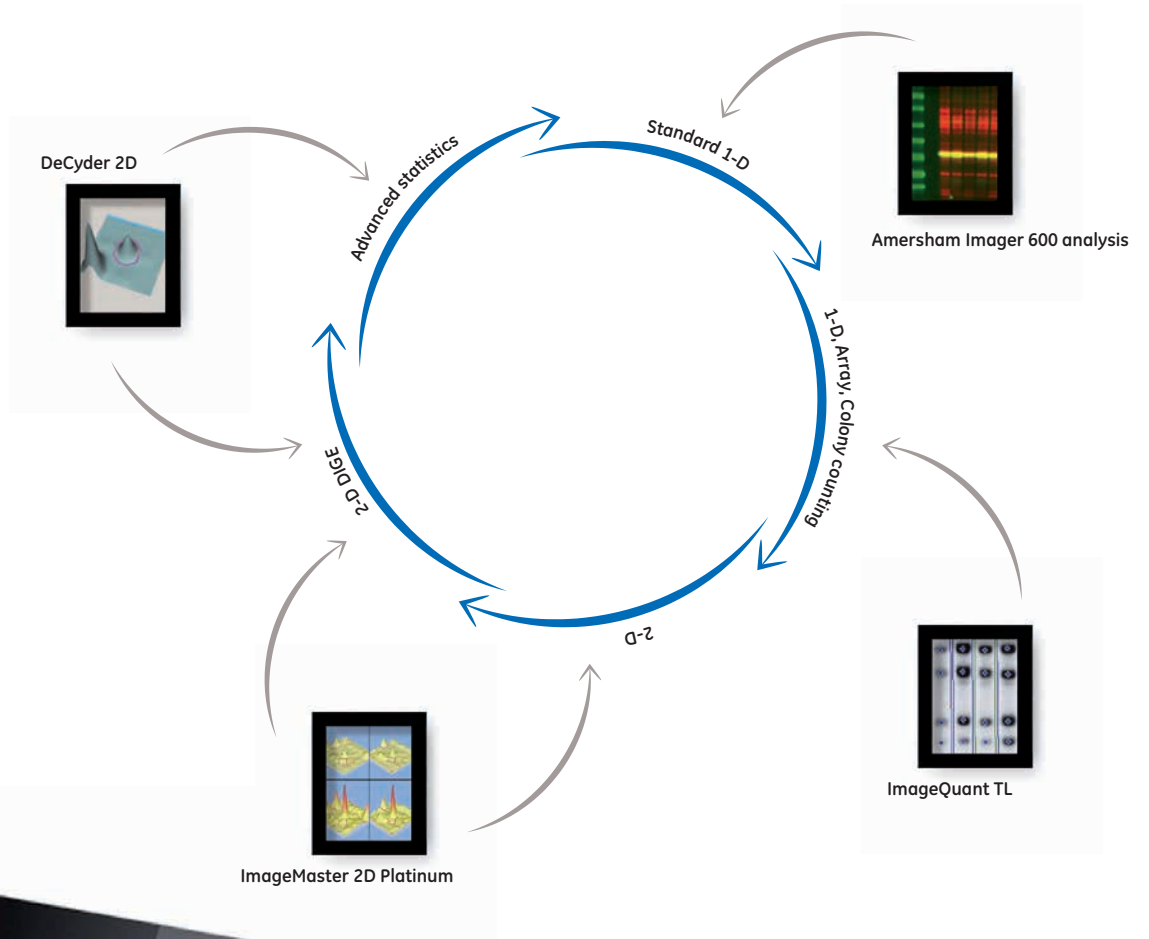 Standard 1-D
Advanced statistics
DeCyder 2D
Amersham Imager 600 analysis
1-D, Array, Colony counting
2-D DIGE
2-D
ImageQuant TL
ImageMaster 2D Platinum